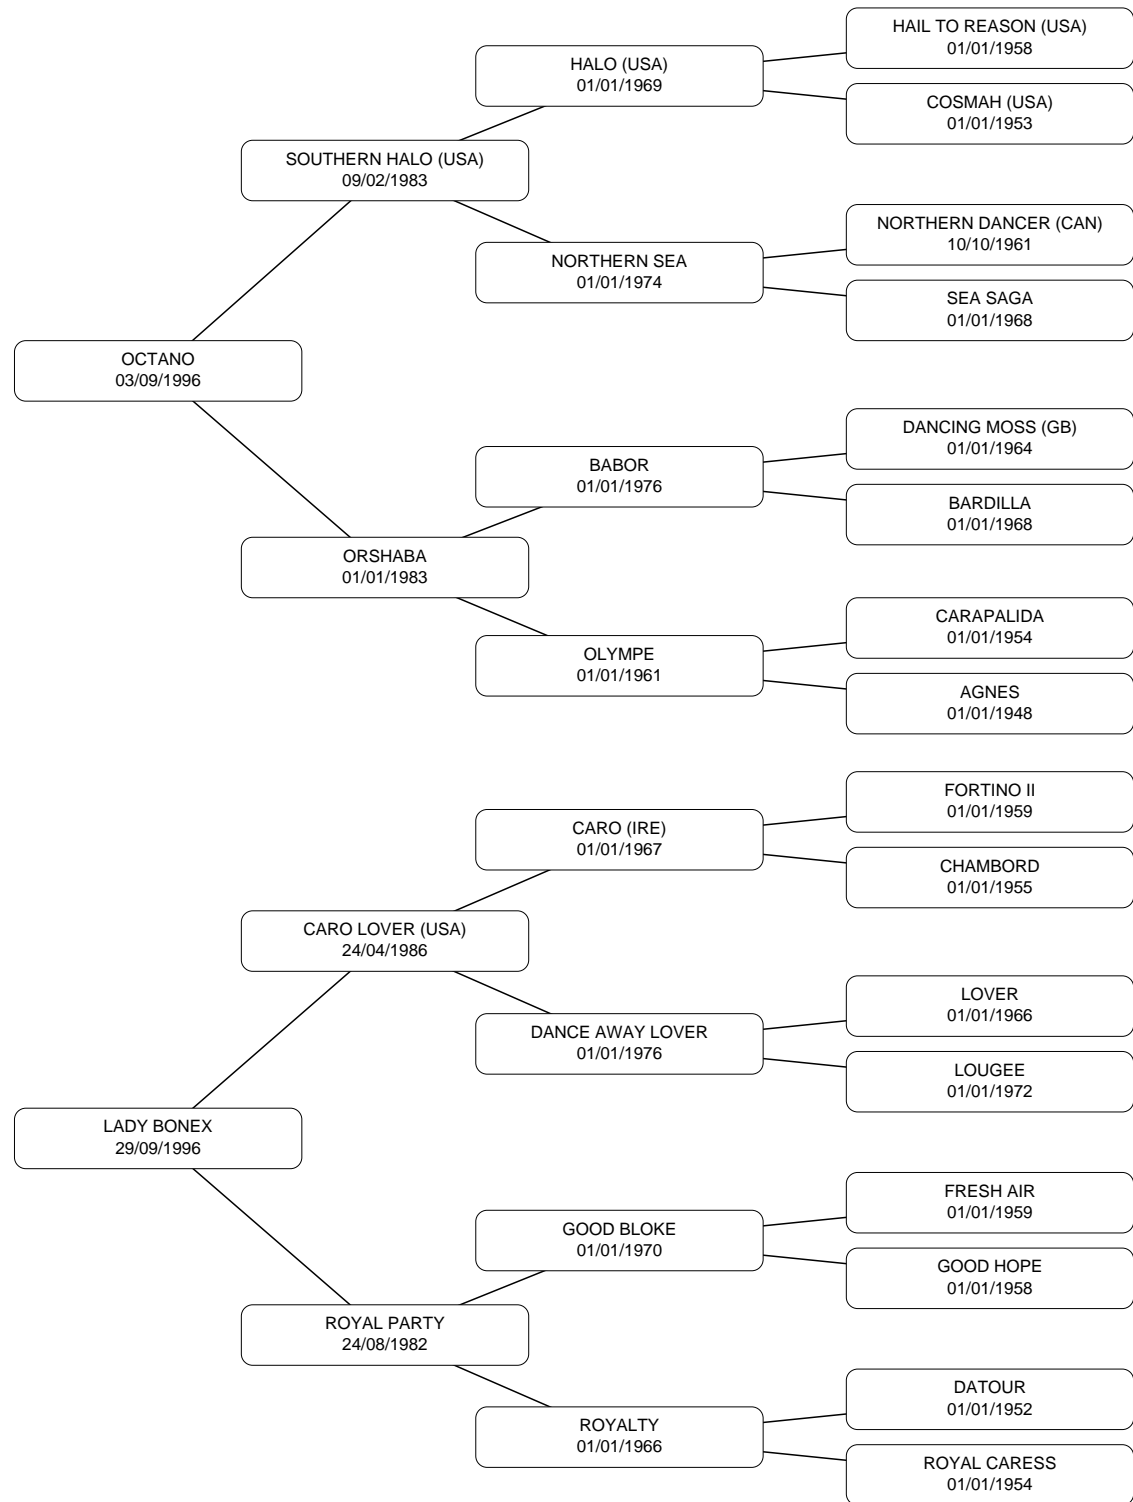 HAIL TO REASON (USA)
01/01/1958
HALO (USA)
01/01/1969
COSMAH (USA)
01/01/1953
SOUTHERN HALO (USA)
09/02/1983
NORTHERN DANCER (CAN)
10/10/1961
NORTHERN SEA
01/01/1974
SEA SAGA
01/01/1968
OCTANO
03/09/1996
DANCING MOSS (GB)
01/01/1964
BABOR
01/01/1976
BARDILLA
01/01/1968
ORSHABA
01/01/1983
CARAPALIDA
01/01/1954
OLYMPE
01/01/1961
AGNES
01/01/1948
FORTINO II
01/01/1959
CARO (IRE)
01/01/1967
CHAMBORD
01/01/1955
CARO LOVER (USA)
24/04/1986
LOVER
01/01/1966
DANCE AWAY LOVER
01/01/1976
LOUGEE
01/01/1972
LADY BONEX
29/09/1996
FRESH AIR
01/01/1959
GOOD BLOKE
01/01/1970
GOOD HOPE
01/01/1958
ROYAL PARTY
24/08/1982
DATOUR
01/01/1952
ROYALTY
01/01/1966
ROYAL CARESS
01/01/1954